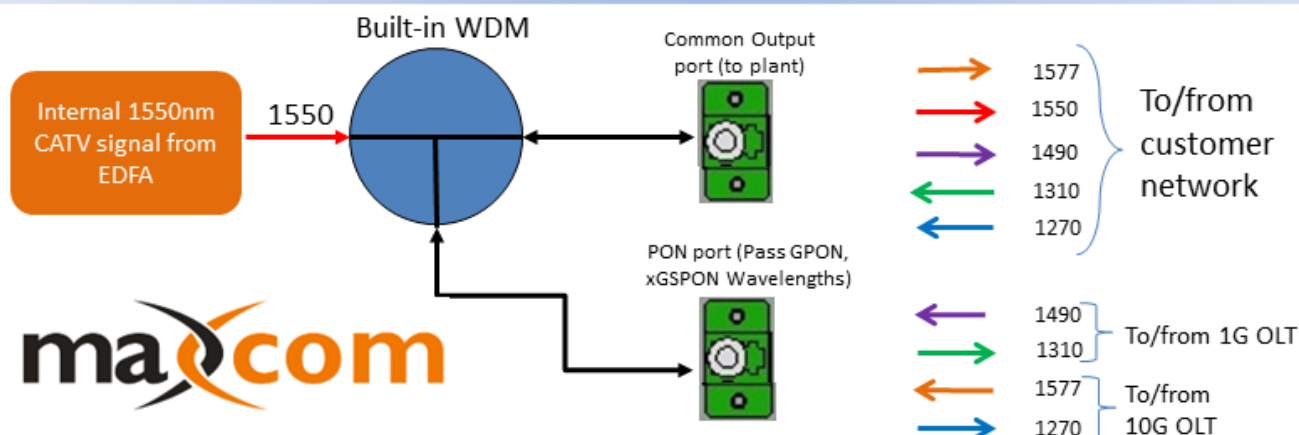 Built-in WDM
Internal 1550nm
CATV signal from
EDFA
1550
Common Output
port (to plant)
1577
1550
1490
1310
1270
To/from
customer
network
PON port (Pass GPON,
xGSPON Wavelengths)
1490
1310
To/from 1G OLT
1577
1270
To/from
10G OLT
maxcom